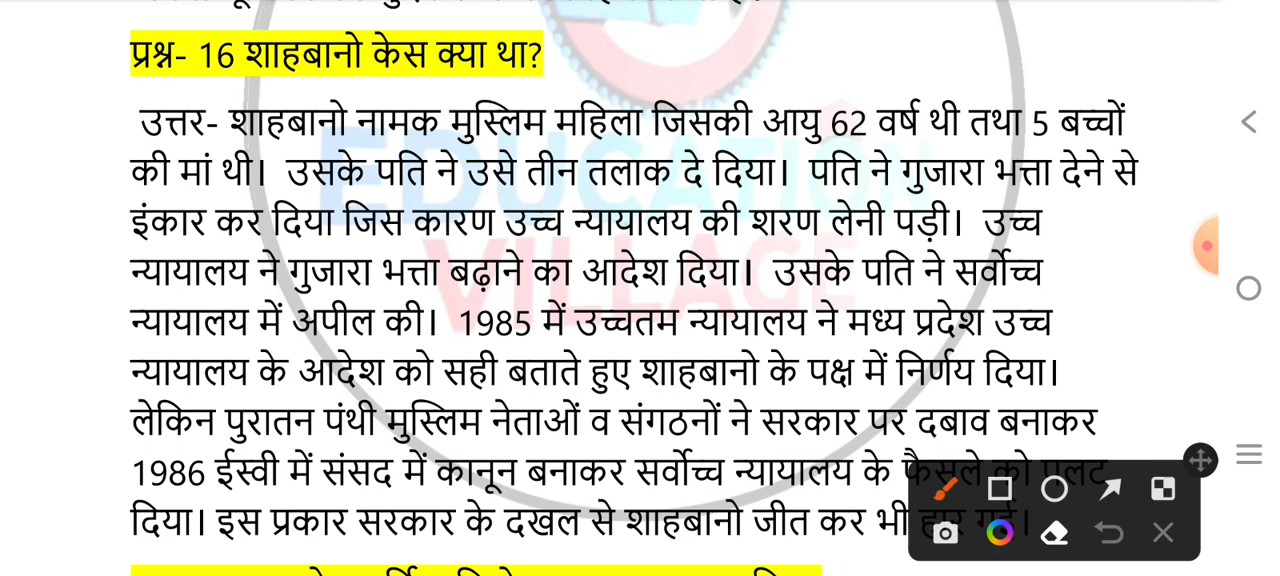 प्रश्न- 16 शाहबानो केस क्या था?
उत्तर- शाहबानो नामक मुस्लिम महिला जिसकी आयु 62 वर्ष थी तथा 5 बच्चों
की मां थी। उसके पति ने उसे तीन तलाक दे दिया। पति ने गुजारा भत्ता देने से
इंकार कर दिया जिस कारण उच्च न्यायालय की शरण लेनी पड़ी। उच्च
न्यायालय ने गुजारा भत्ता बढ़ाने का आदेश दिया। उसके पति ने सर्वोच्च
न्यायालय में अपील की। 1985 में उच्चतम न्यायालय ने मध्य प्रदेश उच्च
न्यायालय के आदेश को सही बताते हुए शाहबानो के पक्ष में निर्णय दिया।
लेकिन पुरातन पंथी मुस्लिम नेताओं व संगठनों ने सरकार पर दबाव बनाकर
1986 ईस्वी में संसद में कानून बनाकर सर्वोच्च न्यायालय के फैसले को पलट
दिया। इस प्रकार सरकार के दखल से शाहबानो जीत कर भी हार गई।
EDUCATION
VILLAGE